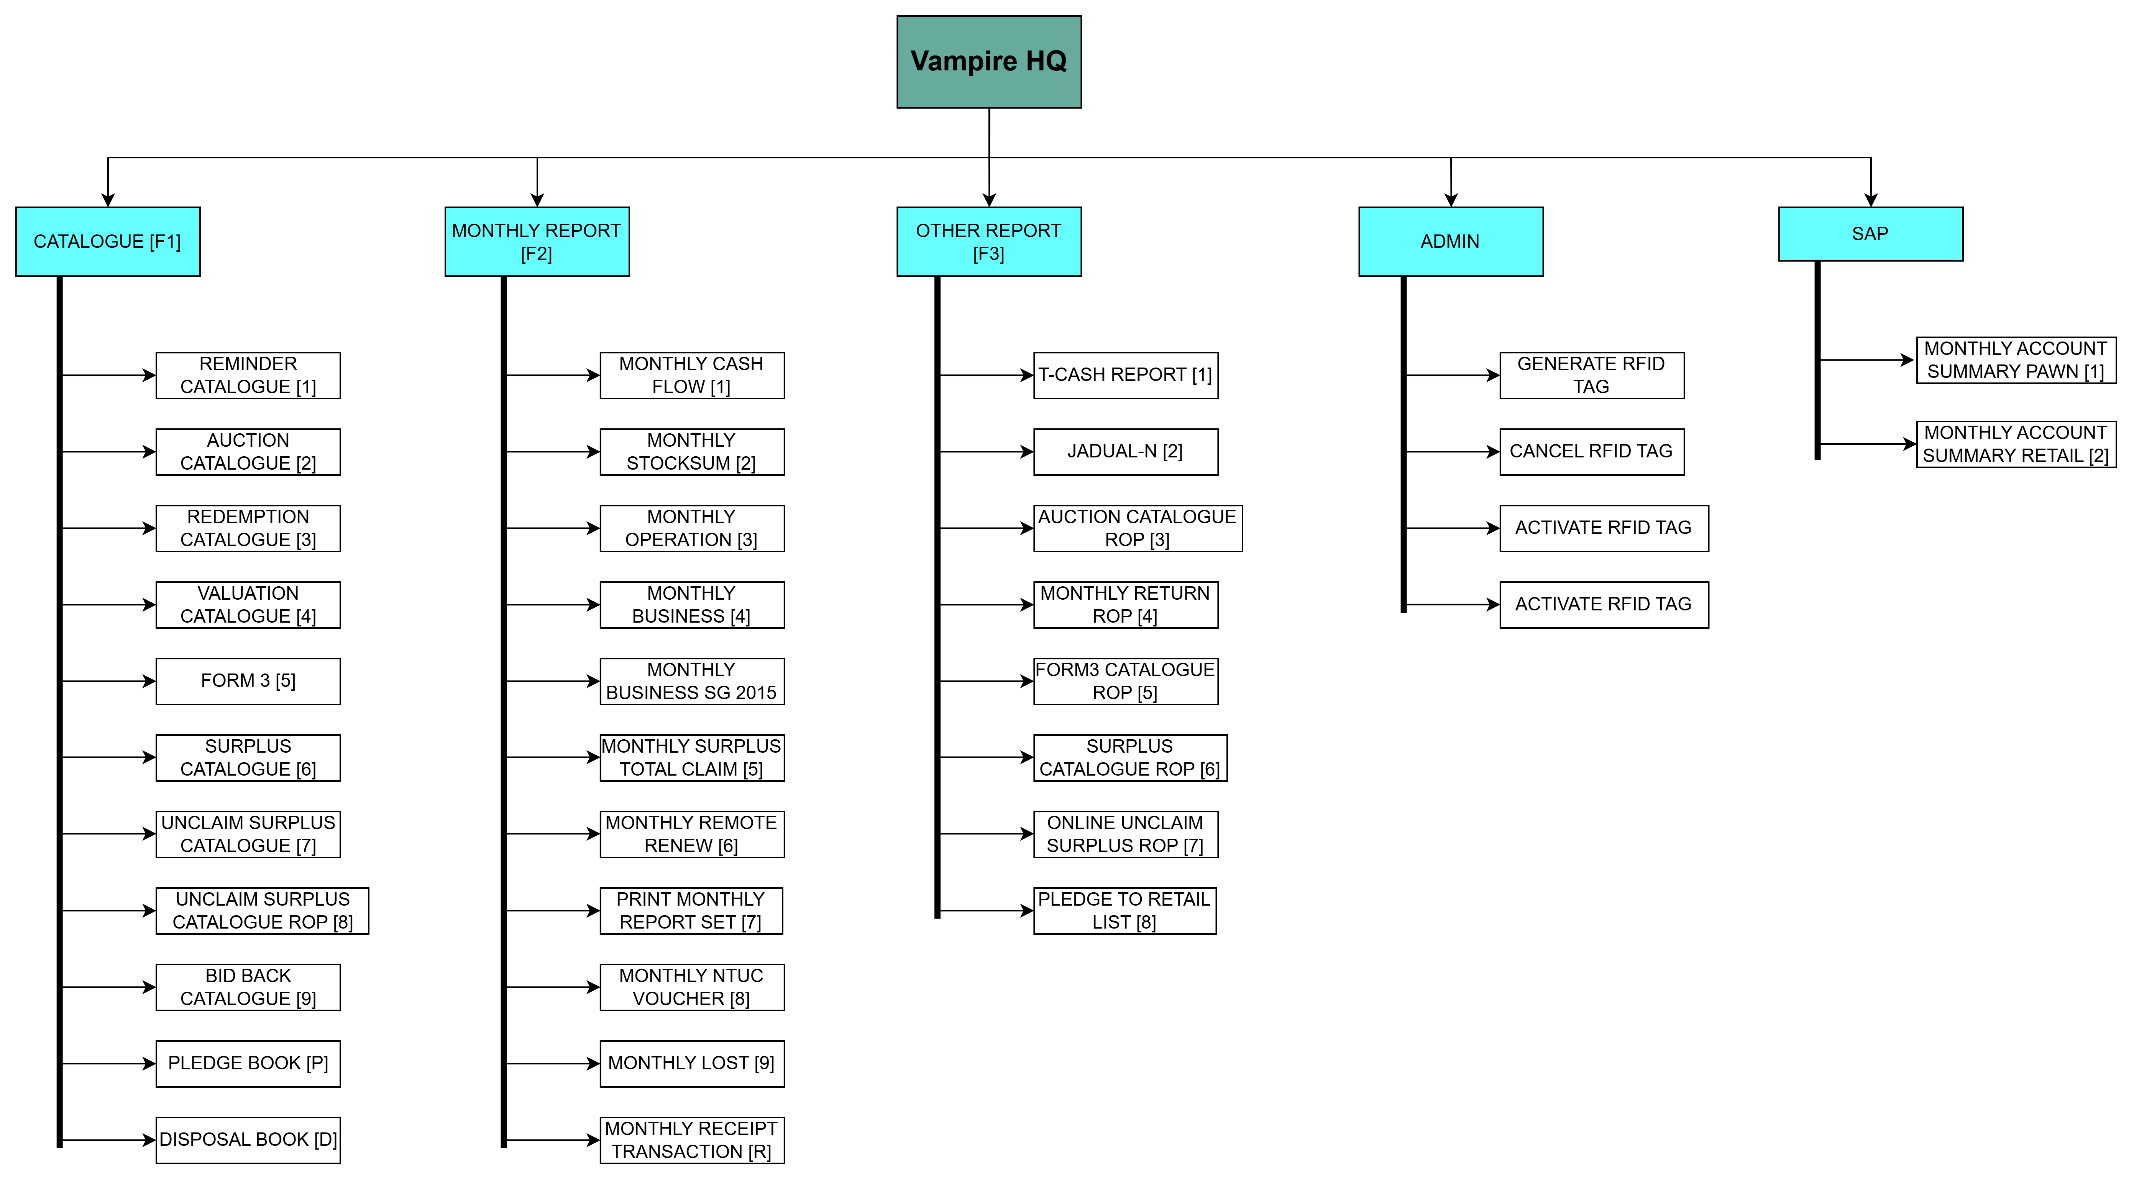 Vampire HQ
CATALOGUE [F1]
REMINDER
CATALOGUE [1]
AUCTION
CATALOGUE [2]
REDEMPTION
CATALOGUE [3]
VALUATION
CATALOGUE [4]
FORM 3 [5]
SURPLUS
CATALOGUE [6]
UNCLAIM SURPLUS
CATALOGUE [7]
UNCLAIM SURPLUS
CATALOGUE ROP [8]
BID BACK
CATALOGUE [9]
PLEDGE BOOK [P]
DISPOSAL BOOK [D]
MONTHLY REPORT
[F2]
MONTHLY CASH
FLOW [1]
MONTHLY
STOCKSUM [2]
MONTHLY
OPERATION [3]
MONTHLY
BUSINESS [4]
MONTHLY
BUSINESS SG 2015
MONTHLY SURPLUS
TOTAL CLAIM [5]
MONTHLY REMOTE
RENEW [6]
PRINT MONTHLY
REPORT SET [7]
MONTHLY NTUC
VOUCHER [8]
MONTHLY LOST [9]
MONTHLY RECEIPT
TRANSACTION [R]
OTHER REPORT
[F3]
T-CASH REPORT [1]
JADUAL-N [2]
AUCTION CATALOGUE
ROP [3]
MONTHLY RETURN
ROP [4]
FORM3 CATALOGUE
ROP [5]
SURPLUS
CATALOGUE ROP [6]
ONLINE UNCLAIM
SURPLUS ROP [7]
PLEDGE TO RETAIL
LIST [8]
ADMIN
GENERATE RFID
TAG
CANCEL RFID TAG
ACTIVATE RFID TAG
ACTIVATE RFID TAG
SAP
MONTHLY ACCOUNT
SUMMARY PAWN [1]
MONTHLY ACCOUNT
SUMMARY RETAIL [2]